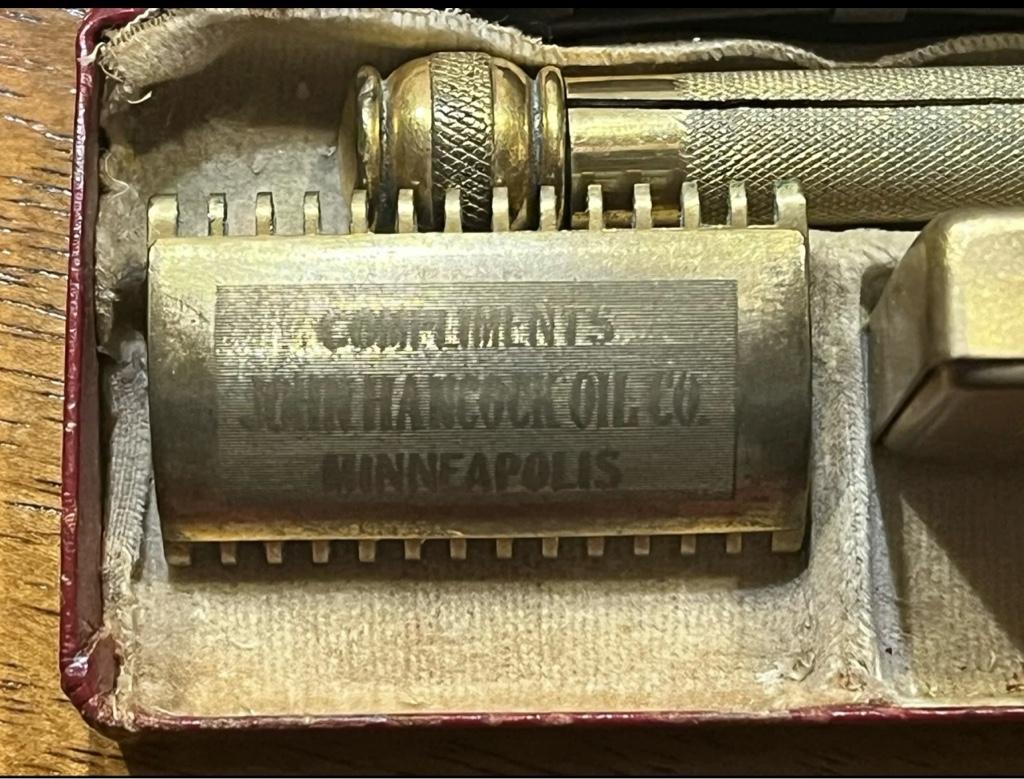 COMPLIMENTS
JOHN HANCOCK OIL CO.
MINNEAPOLIS